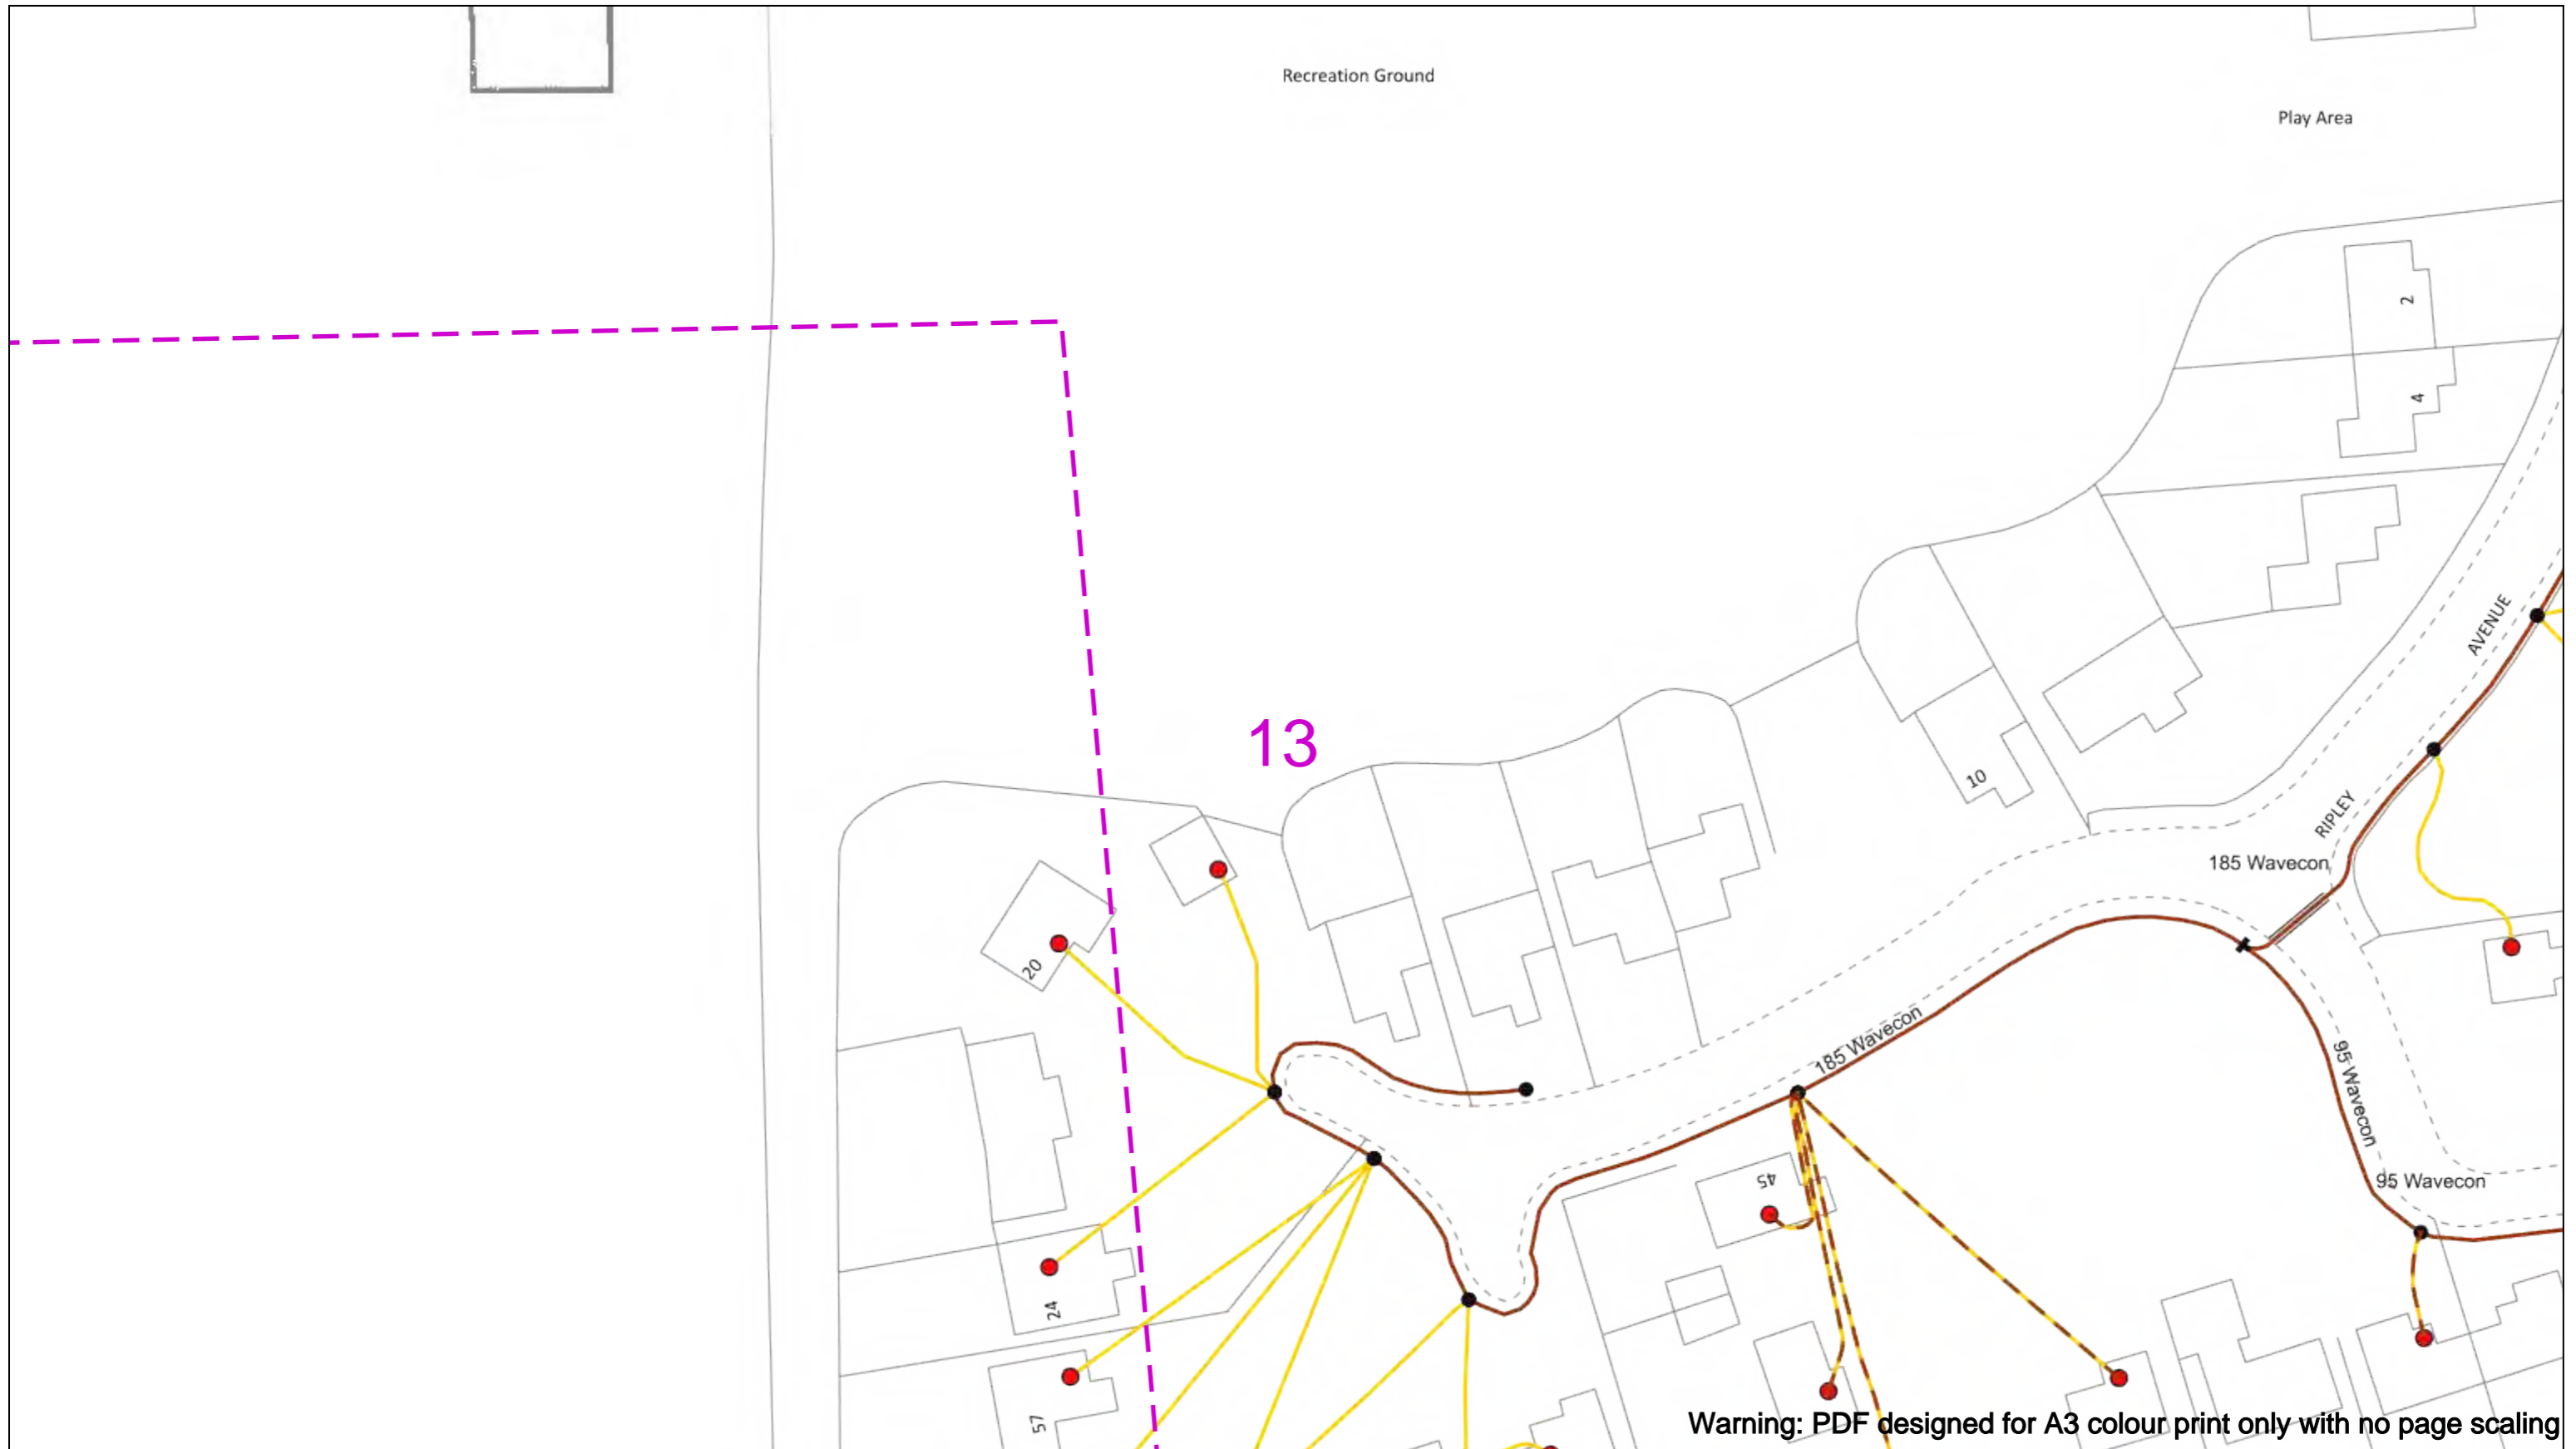 Recreation Ground
Play Area
2
4
AVENUE
13
10
RIPLEY
185 Wavecon
20
185 Wavecon
95 Wavecon
45
95 Wavecon
24
57
Warning: PDF designed for A3 colour print only with no page scaling